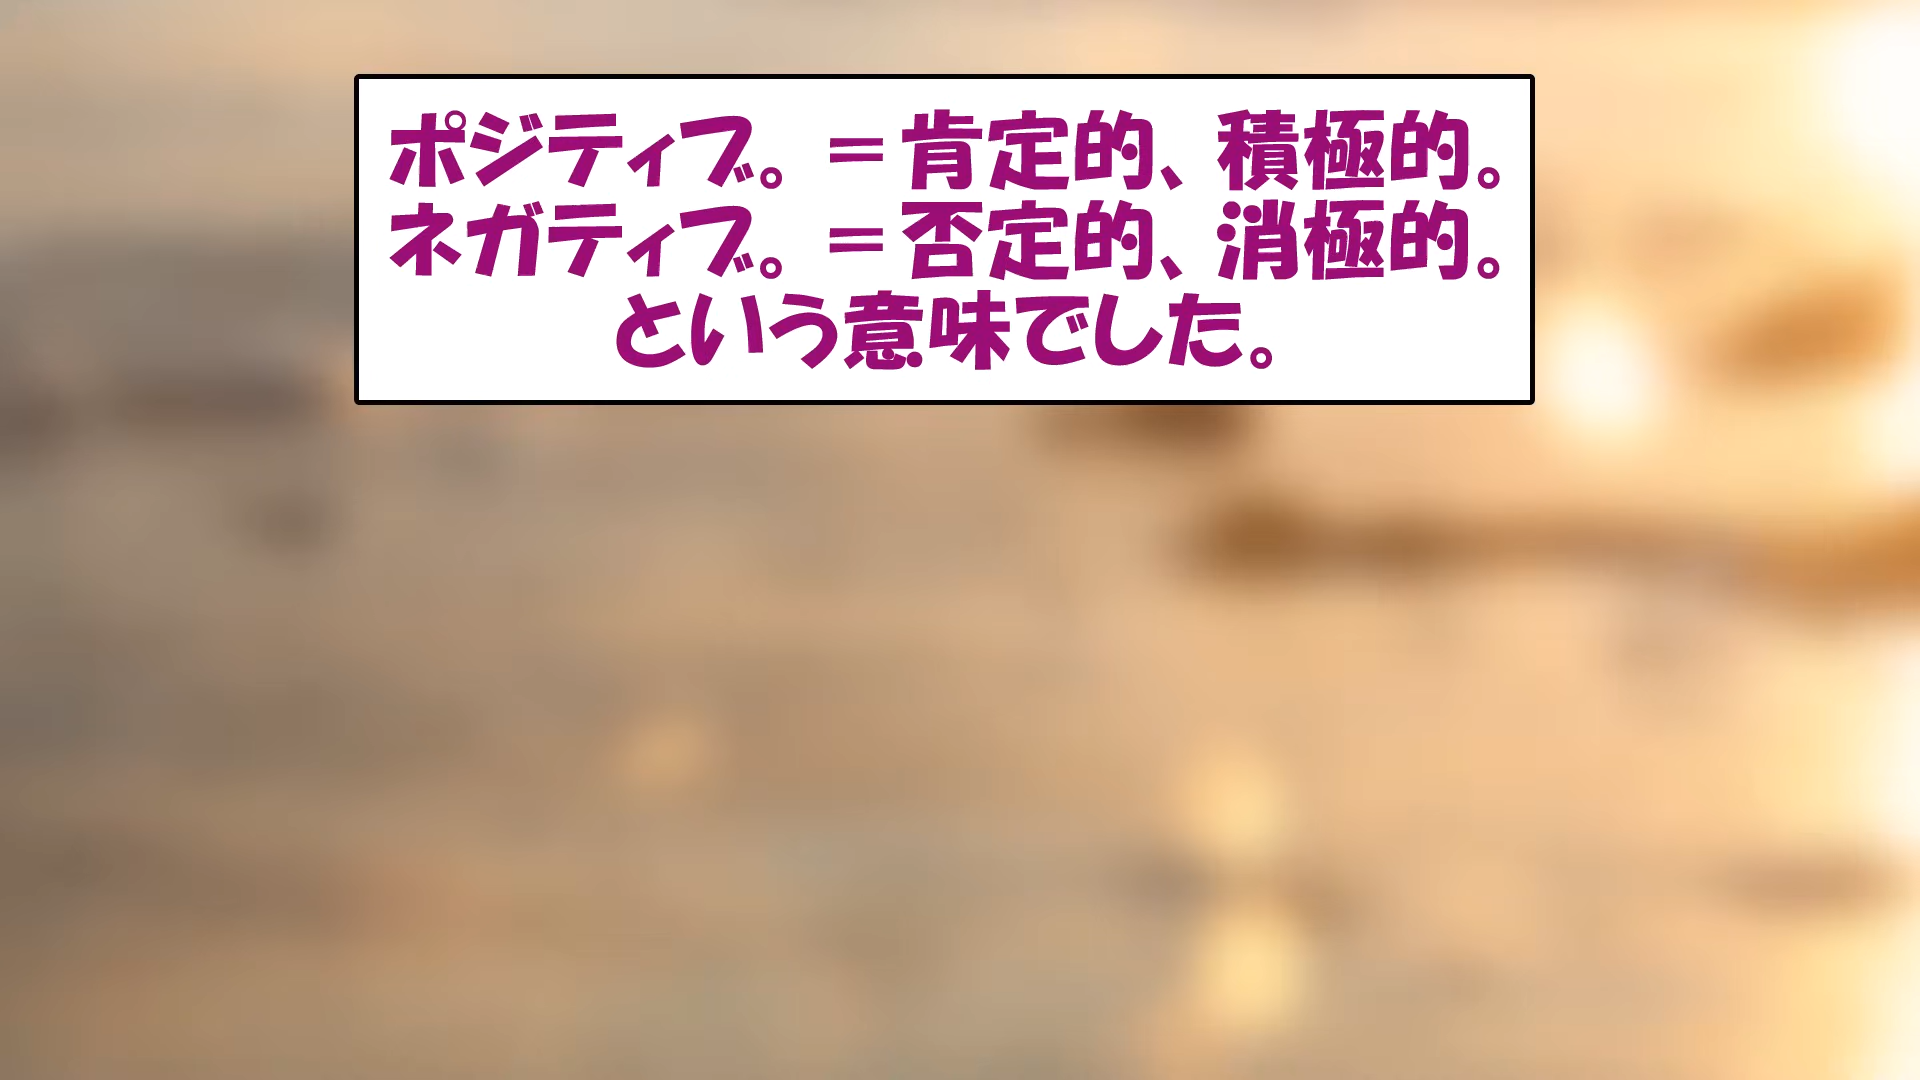 ポジティブ。＝肯定的、積極的。
ネガティブ。＝否定的、消極的。
という意味でした。